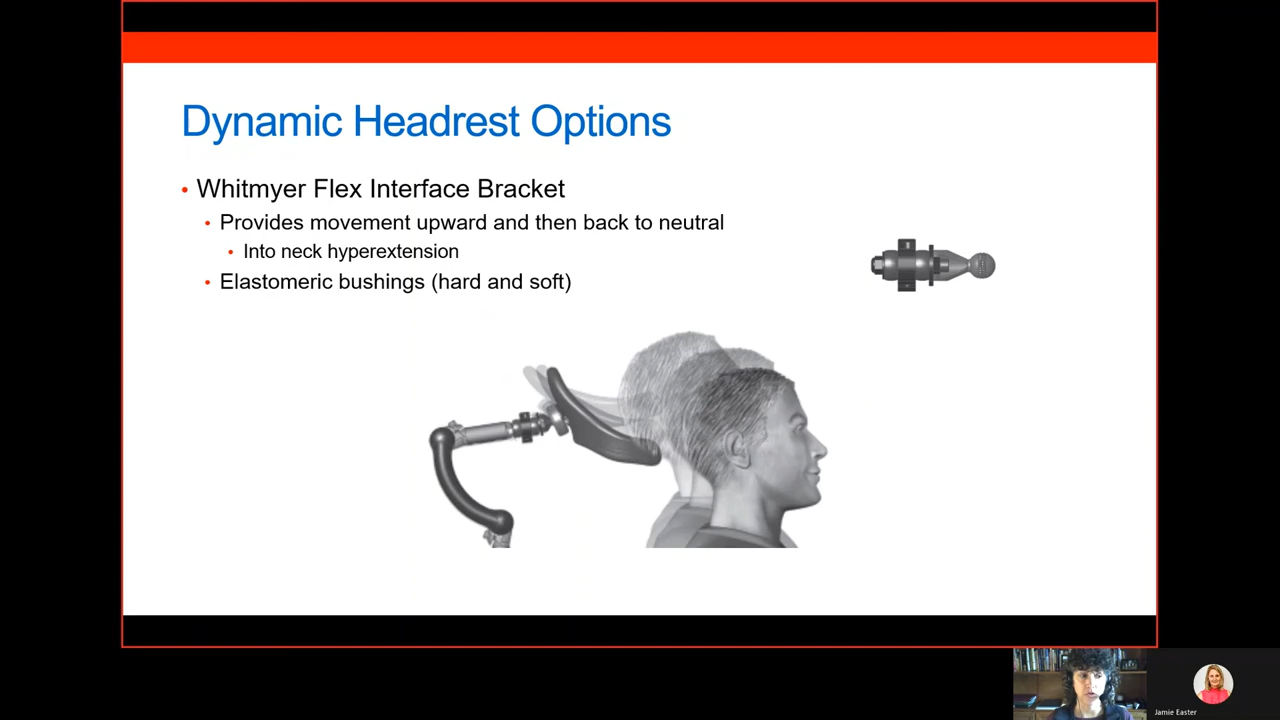 Dynamic Headrest Options
• Whitmyer Flex Interface Bracket
• Provides movement upward and then back to neutral
• Into neck hyperextension
• Elastomeric bushings (hard and soft)
Jamie Easter